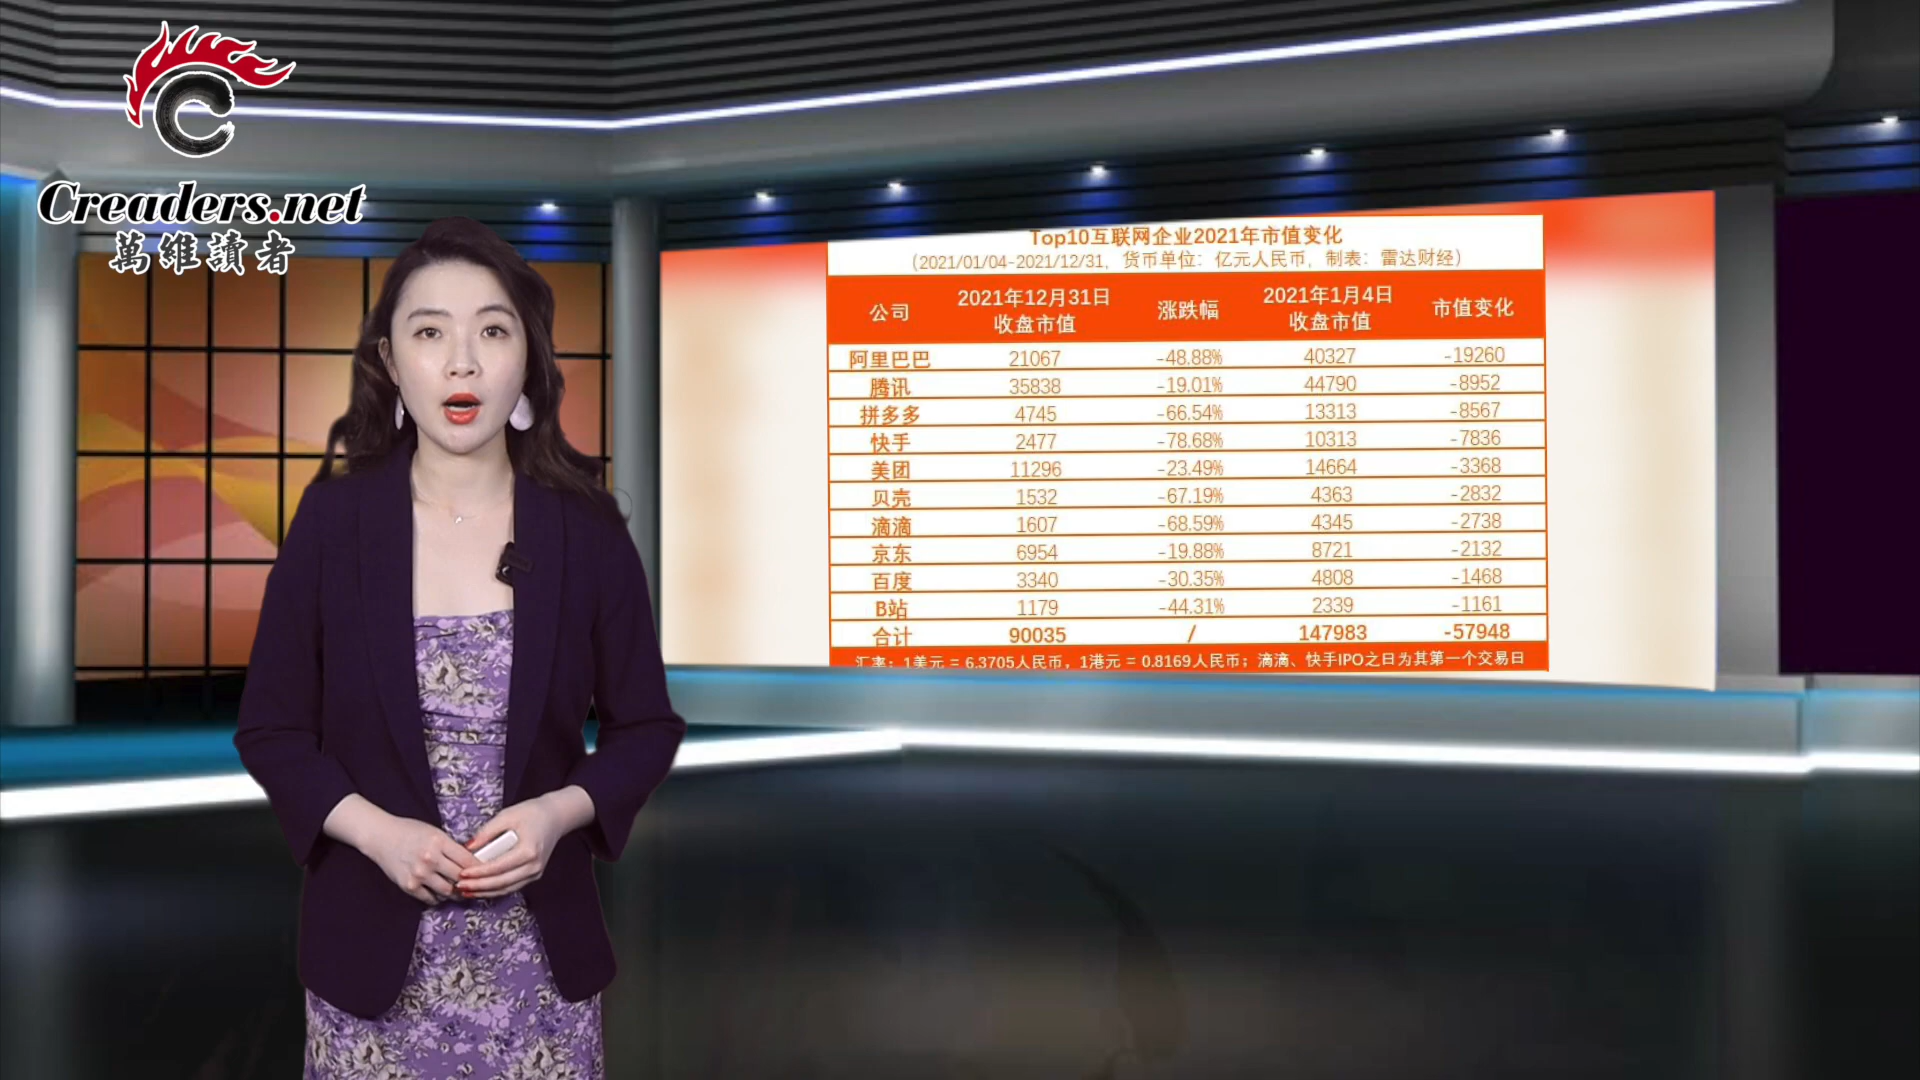 Creaders.net
萬維讀者
Top10互联网企业2021年市值变化
(2021/01/04-2021/12/31, 货币单位：亿元人民币，制表：雷达财经)
公司 2021年12月31日收盘市值 涨跌幅 2021年1月4日收盘市值 市值变化
阿里巴巴 21067 -48.88% 40327 -19260
腾讯 35838 -19.01% 44790 -8952
拼多多 4745 -66.54% 13313 -8567
快手 2477 -78.68% 10313 -7836
美团 11296 -23.49% 14664 -3368
贝壳 1532 -67.19% 4363 -2832
滴滴 1607 -68.59% 4345 -2738
京东 6954 -19.88% 8721 -2132
百度 3340 -30.35% 4808 -1468
B站 1179 -44.31% 2339 -1161
合计 90035 / 147983 -57948
汇率：1美元 = 6.3705人民币，1港元 = 0.8169人民币；滴滴、快手IPO之日为其第一个交易日